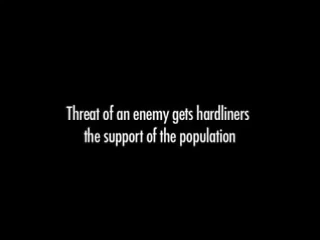 Threat of an enemy gets hardliners
the support of the population